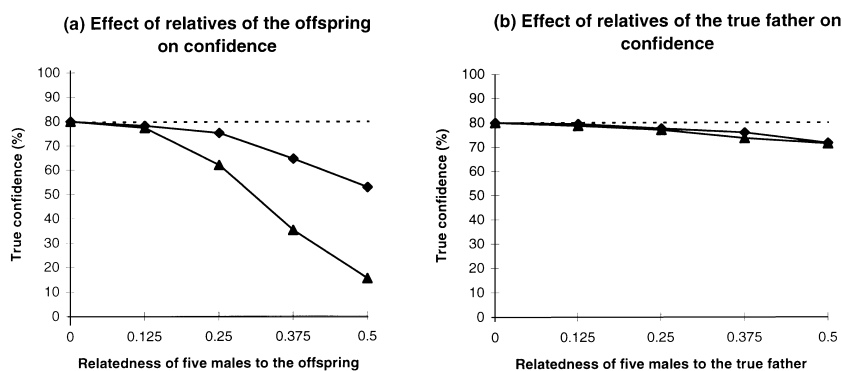 (a) Effect of relatives of the offspring
on confidence
True confidence (%)
100
90
80
70
60
50
40
30
20
10
0
0 0.125 0.25 0.375 0.5
Relatedness of five males to the offspring
(b) Effect of relatives of the true father on
confidence
True confidence (%)
100
90
80
70
60
50
40
30
20
10
0
0 0.125 0.25 0.375 0.5
Relatedness of five males to the true father